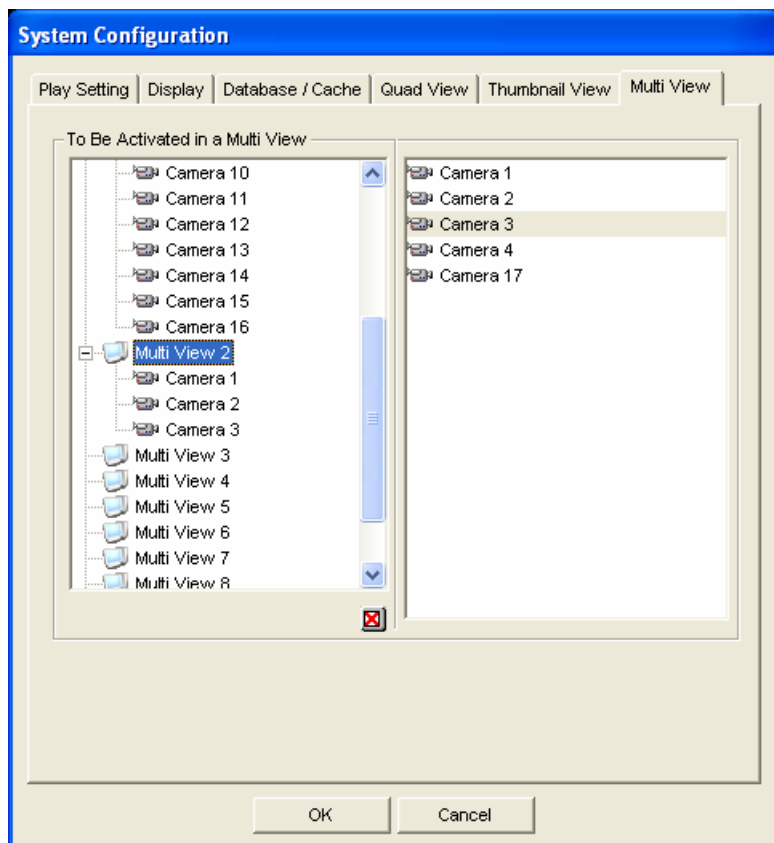 System Configuration
Play Setting
Display
Database / Cache
Quad View
Thumbnail View
Multi View
To Be Activated in a Multi View
Camera 10
Camera 11
Camera 12
Camera 13
Camera 14
Camera 15
Camera 16
Multi View 2
Camera 1
Camera 2
Camera 3
Multi View 3
Multi View 4
Multi View 5
Multi View 6
Multi View 7
Multi View 8
Camera 1
Camera 2
Camera 3
Camera 4
Camera 17
OK
Cancel